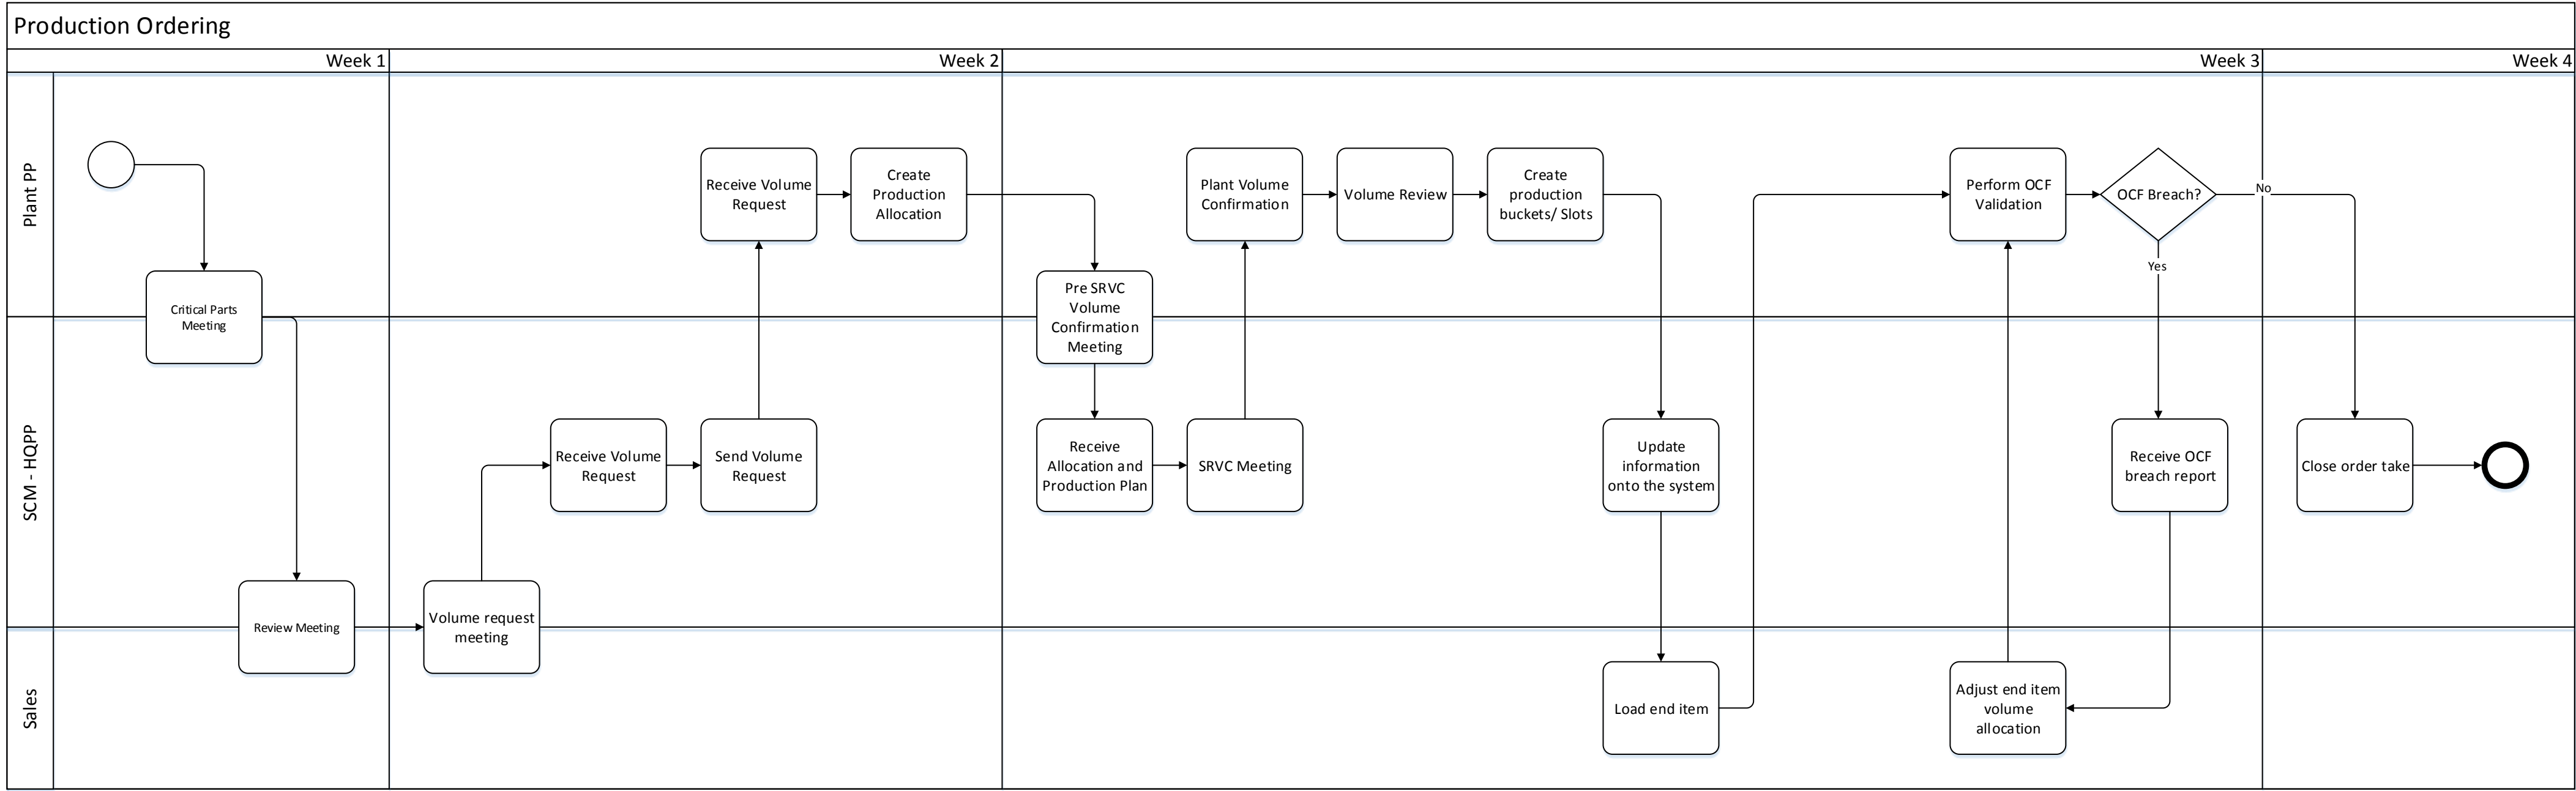 Production Ordering
Week 1
Week 2
Week 3
Week 4
Plant PP
Receive Volume
Request
Create
Production
Allocation
Plant Volume
Confirmation
Volume Review
Create
production
buckets/ Slots
Perform OCF
Validation
OCF Breach?
No
Yes
Critical Parts
Meeting
Pre SRVC
Volume
Confirmation
Meeting
SCM - HQPP
Receive Volume
Request
Send Volume
Request
Receive
Allocation and
Production Plan
SRVC Meeting
Update
information
onto the system
Receive OCF
breach report
Close order take
Review Meeting
Volume request
meeting
Sales
Load end item
Adjust end item
volume
allocation